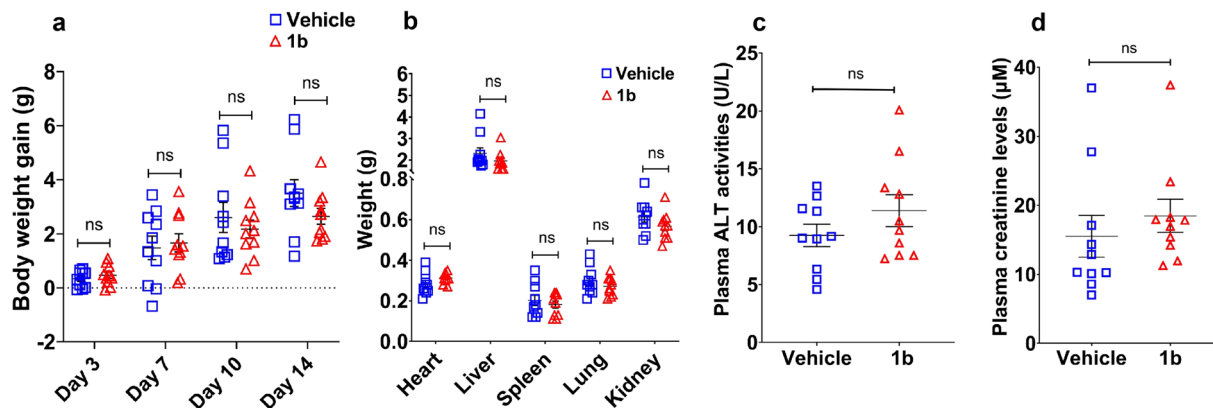 a
Vehicle
1b
Body weight gain (g)
8
6
4
2
0
-2
ns
ns
ns
ns
Day 3
Day 7
Day 10
Day 14
b
Vehicle
1b
Weight (g)
6
5
4
3
2
1
0.8
0.6
0.4
0.2
0.0
ns
ns
ns
ns
ns
Heart
Liver
Spleen
Lung
Kidney
c
Plasma ALT activities (U/L)
25
20
15
10
5
0
ns
Vehicle
1b
d
Plasma creatinine levels (µM)
40
30
20
10
0
ns
Vehicle
1b